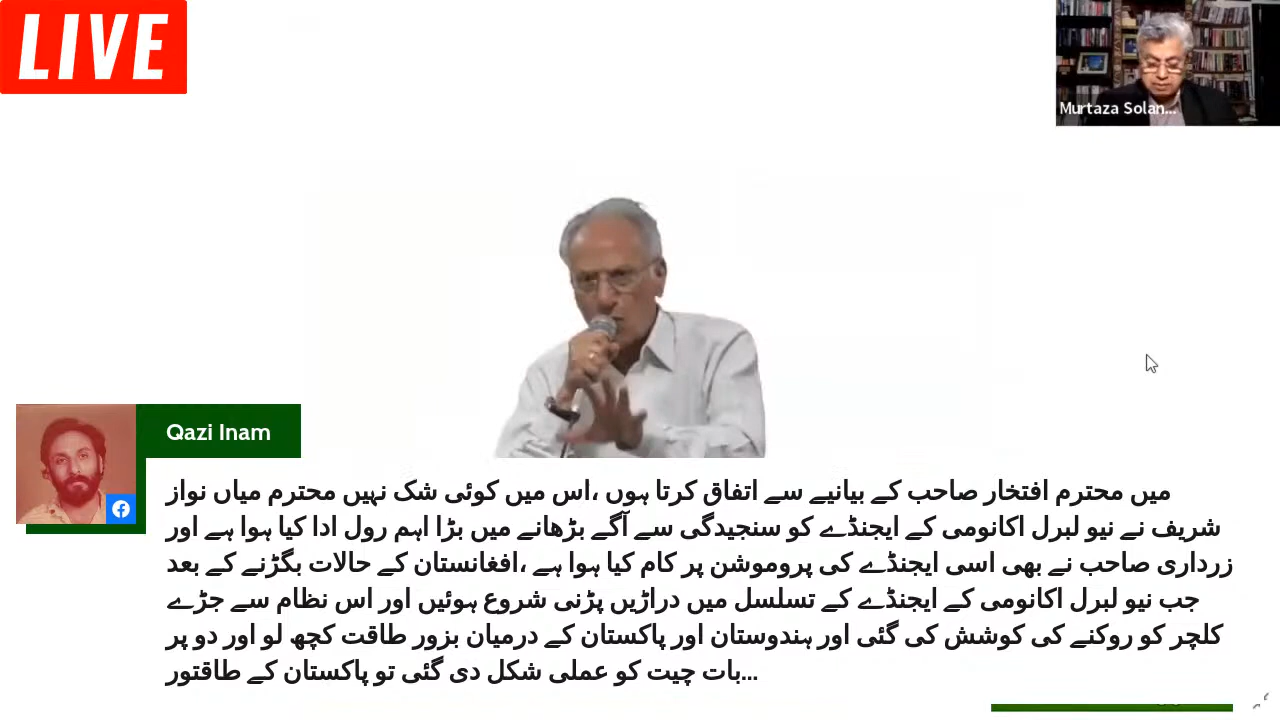 LIVE
Murtaza Solan...
Qazi Inam
میں محترم افتخار صاحب کے بیانیے سے اتفاق کرتا ہوں ،اس میں کوئی شک نہیں محترم میاں نواز
شریف نے نیو لبرل اکانومی کے ایجنڈے کو سنجیدگی سے آگے بڑھانے میں بڑا اہم رول ادا کیا ہوا ہے اور
زرداری صاحب نے بھی اسی ایجنڈے کی پروموشن پر کام کیا ہوا ہے ،افغانستان کے حالات بگڑنے کے بعد
جب نیو لبرل اکانومی کے ایجنڈے کے تسلسل میں دراڑیں پڑنی شروع ہوئیں اور اس نظام سے جڑے
کلچر کو روکنے کی کوشش کی گئی اور ہندوستان اور پاکستان کے درمیان بزور طاقت کچھ لو اور دو پر
بات چیت کو عملی شکل دی گئی تو پاکستان کے طاقتور...